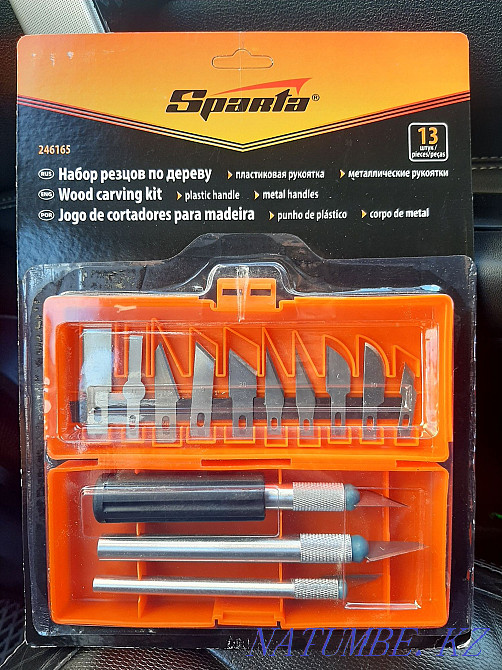 Sparta®
246165
13
штук/
pieces/peças
RUS Набор резцов по дереву ▸ пластиковая рукоятка ▸ металлические рукоятки
ENG Wood carving kit ▸ plastic handle ▸ metal handles
POR Jogo de cortadores para madeira ▸ punho de plástico ▸ corpo de metal
NATUMBE.KZ